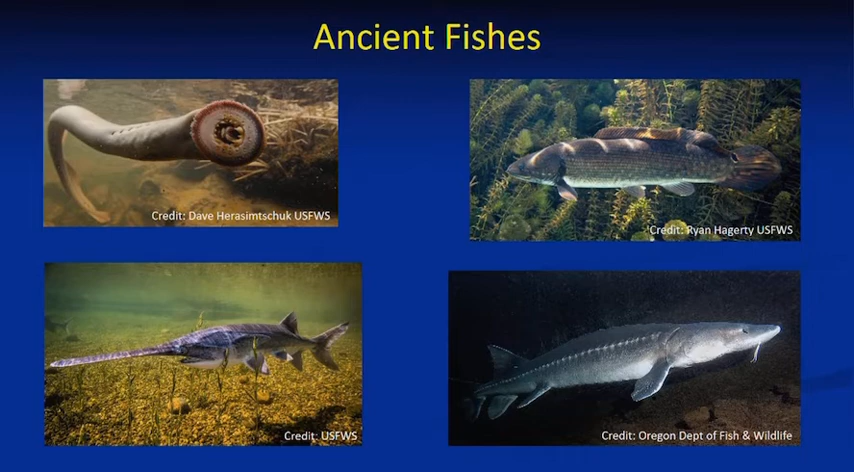 Ancient Fishes
Credit: Dave Herasimtschuk USFWS
Credit: Ryan Hagerty USFWS
Credit: USFWS
Credit: Oregon Dept of Fish & Wildlife